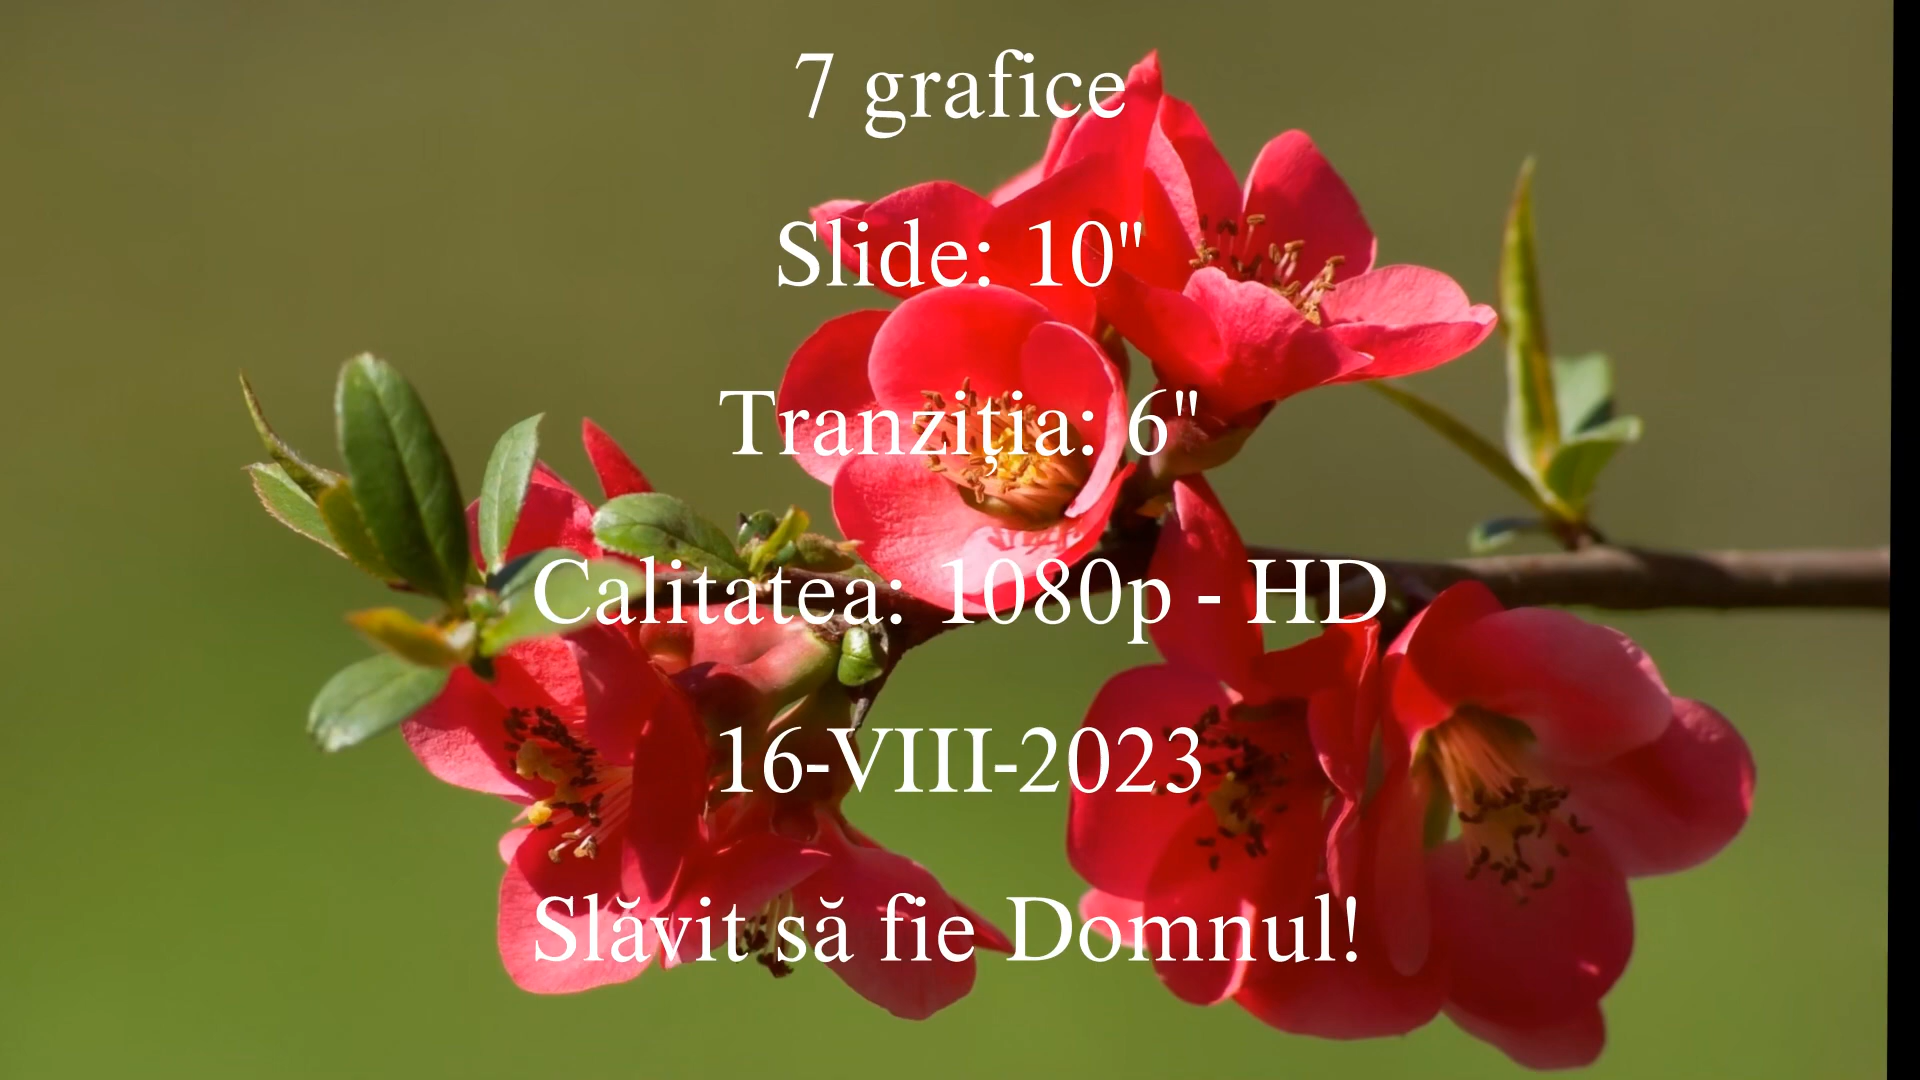 7 grafice
Slide: 10"
Tranziția: 6"
Calitatea: 1080p - HD
16-VIII-2023
Slăvit să fie Domnul!